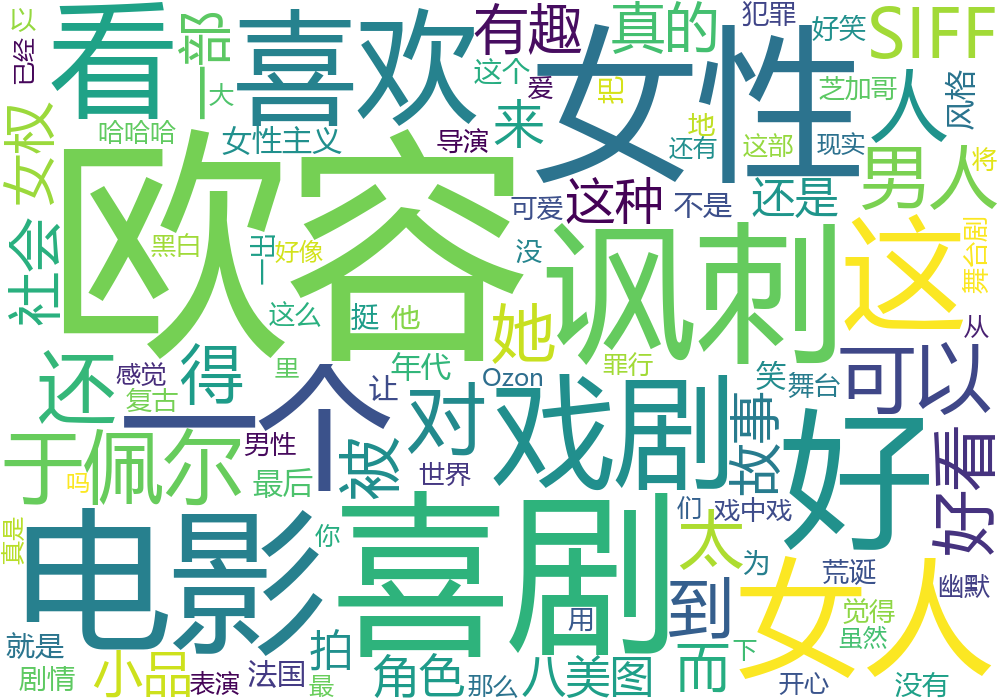 以
已经
看
一部
大
喜欢
有趣
这个
爱
真的
把
犯罪
好笑
SIFF
女性
芝加哥
风格
人
女权
哈哈哈
女性主义
导演
来
地
还有
这部
现实
将
欧容
黑白
一出
好像
可爱
这种
不是
还是
男人
社会
没
讽刺
这
舞台剧
从
这么
挺
他
她
还
感觉
复古
得
里
一个
年代
让
Ozon
罪行
笑
舞台
可以
于佩尔
吗
男性
最后
被
对
世界
戏剧
故事
好
好看
真是
电影
你
喜剧
们
戏中戏
太
为
荒诞
幽默
女人
觉得
虽然
就是
剧情
小品
表演
法国
拍
最
角色
那么
八美图
用
到
而
下
开心
没有